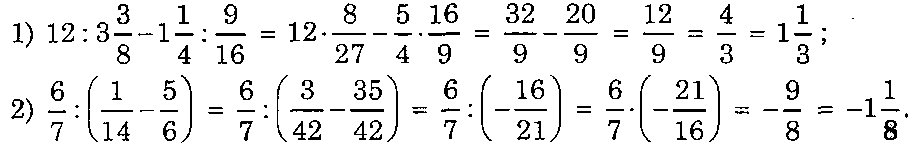 1) 12 : 3 3/8 − 1 1/4 : 9/16 = 12 · 8/27 − 5/4 · 16/9 = 32/9 − 20/9 = 12/9 = 4/3 = 1 1/3 ;
2) 6/7 : (1/14 − 5/6) = 6/7 : (3/42 − 35/42) = 6/7 : (− 16/21) = 6/7 · (− 21/16) = − 9/8 = −1 1/8.